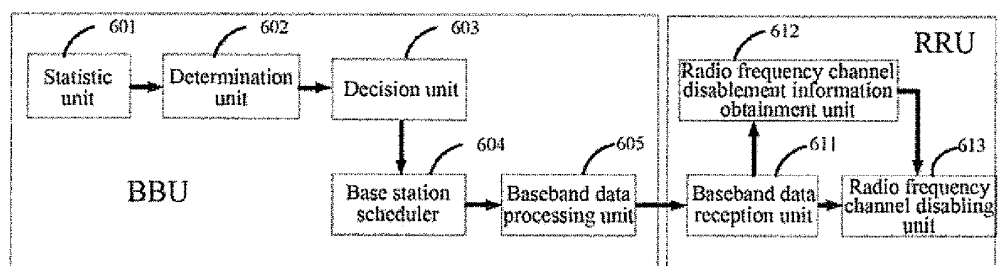 601
Statistic
unit
602
Determination
unit
603
Decision unit
604
Base station
scheduler
605
Baseband data
processing unit
BBU
612
Radio frequency channel
disablement information
obtainment unit
RRU
611
Baseband data
reception unit
613
Radio frequency
channel disabling
unit